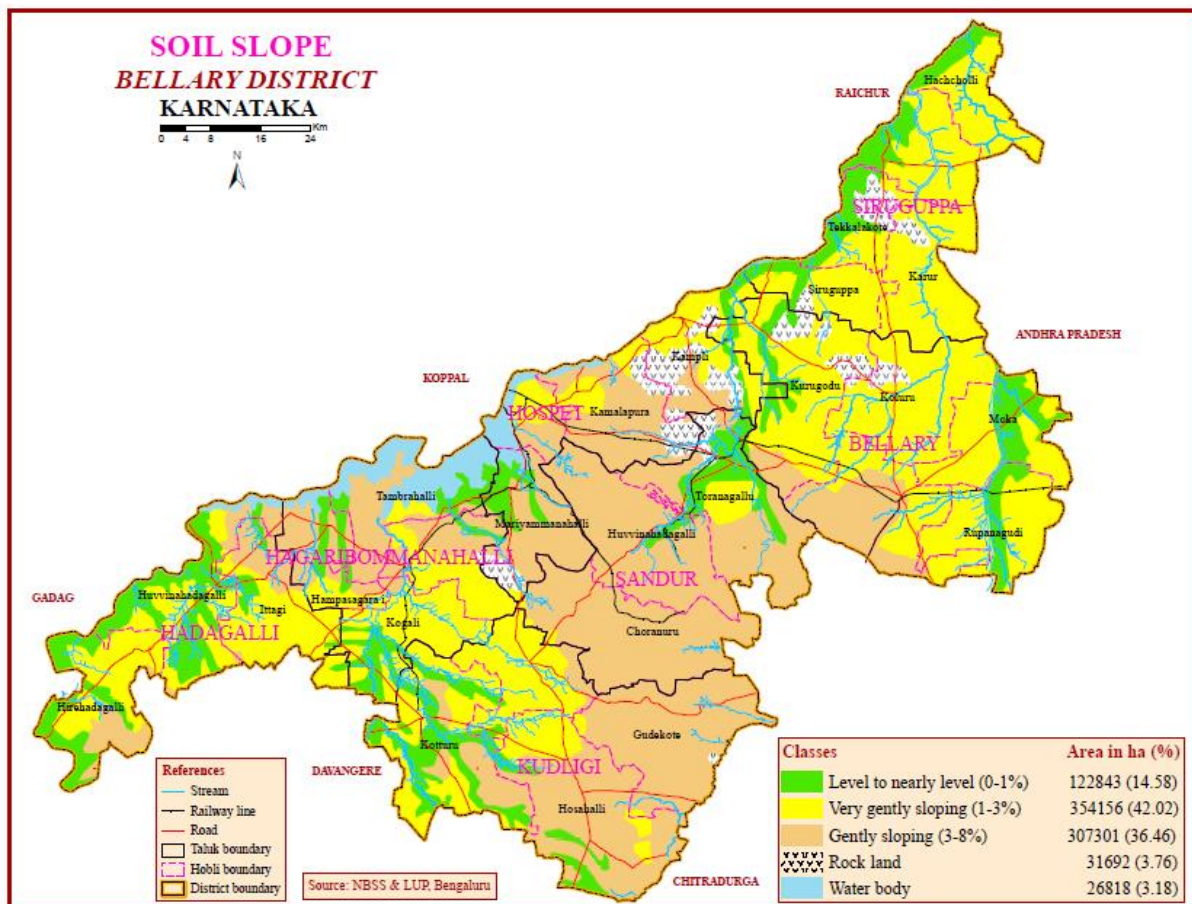 SOIL SLOPE
BELLARY DISTRICT
KARNATAKA
Km
0 4 8 16 24
N
RAICHUR
Hachcholli
SIRUGUPPA
Tekkalakote
Karur
Siruguppa
ANDHRA PRADESH
KOPPAL
Kampli
Kurugodu
Koluru
HOSPET
Kamalapura
Moka
BELLARY
Tambrahalli
Toranagallu
Mariyammanahalli
Huvvinahadagalli
Rupanagudi
HAGARIBOMMANAHALLI
SANDUR
GADAG
Huvvinahadagalli
Ittagi
Hampasagara i
Kogali
HADAGALLI
Choranuru
Hirehadagalli
Gudekote
Kotturu
KUDLIGI
DAVANGERE
Hosahalli
CHITRADURGA
References
Stream
Railway line
Road
Taluk boundary
Hobli boundary
District boundary
Source: NBSS & LUP, Bengaluru
Classes Area in ha (%)
Level to nearly level (0-1%) 122843 (14.58)
Very gently sloping (1-3%) 354156 (42.02)
Gently sloping (3-8%) 307301 (36.46)
Rock land 31692 (3.76)
Water body 26818 (3.18)